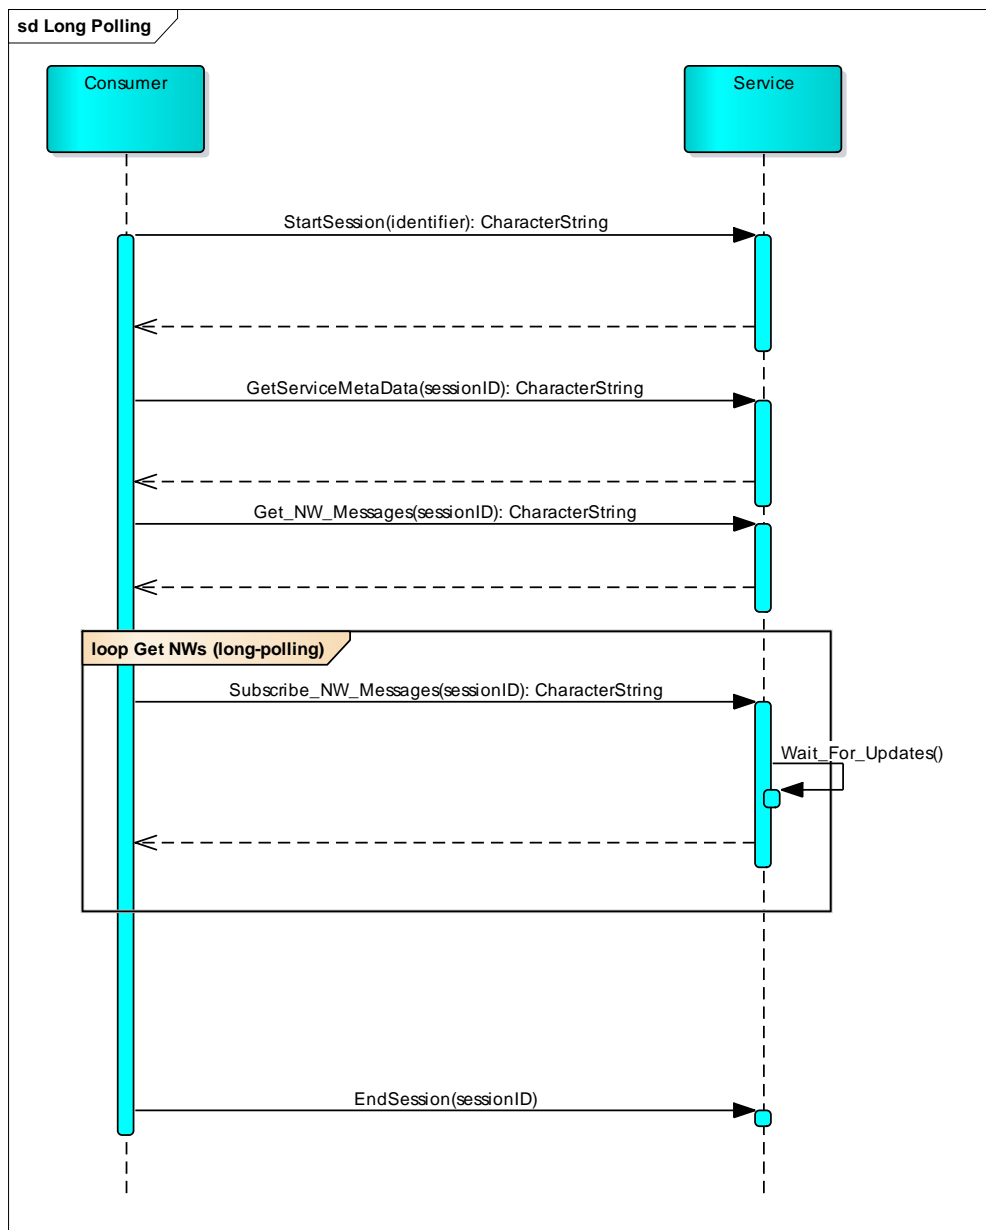 sd Long Polling
Consumer
Service
StartSession(identifier): CharacterString
GetServiceMetaData(sessionID): CharacterString
Get_NW_Messages(sessionID): CharacterString
loop Get NWs (long-polling)
Subscribe_NW_Messages(sessionID): CharacterString
Wait_For_Updates()
EndSession(sessionID)